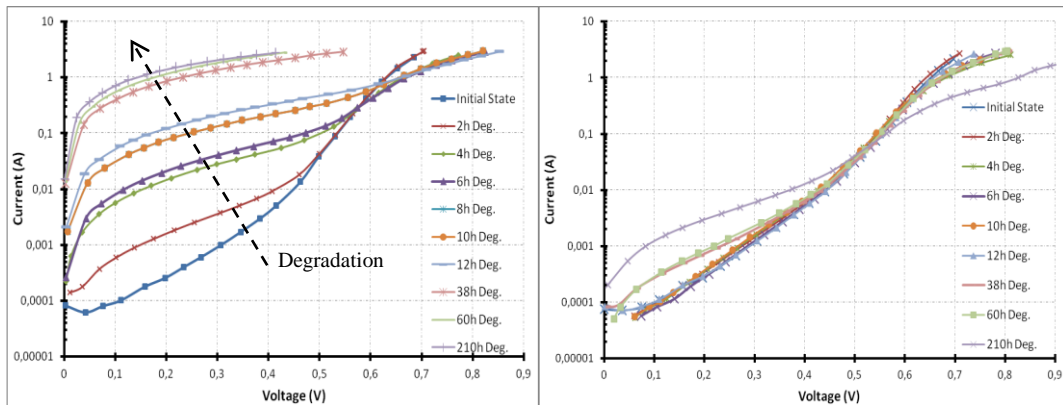 10
1
0,1
0,01
0,001
0,0001
0,00001
Current (A)
0 0,1 0,2 0,3 0,4 0,5 0,6 0,7 0,8 0,9
Voltage (V)
Degradation
Initial State
2h Deg.
4h Deg.
6h Deg.
8h Deg.
10h Deg.
12h Deg.
38h Deg.
60h Deg.
210h Deg.
10
1
0,1
0,01
0,001
0,0001
0,00001
Current (A)
0 0,1 0,2 0,3 0,4 0,5 0,6 0,7 0,8 0,9
Voltage (V)
Initial State
2h Deg.
4h Deg.
6h Deg.
10h Deg.
12h Deg.
38h Deg.
60h Deg.
210h Deg.